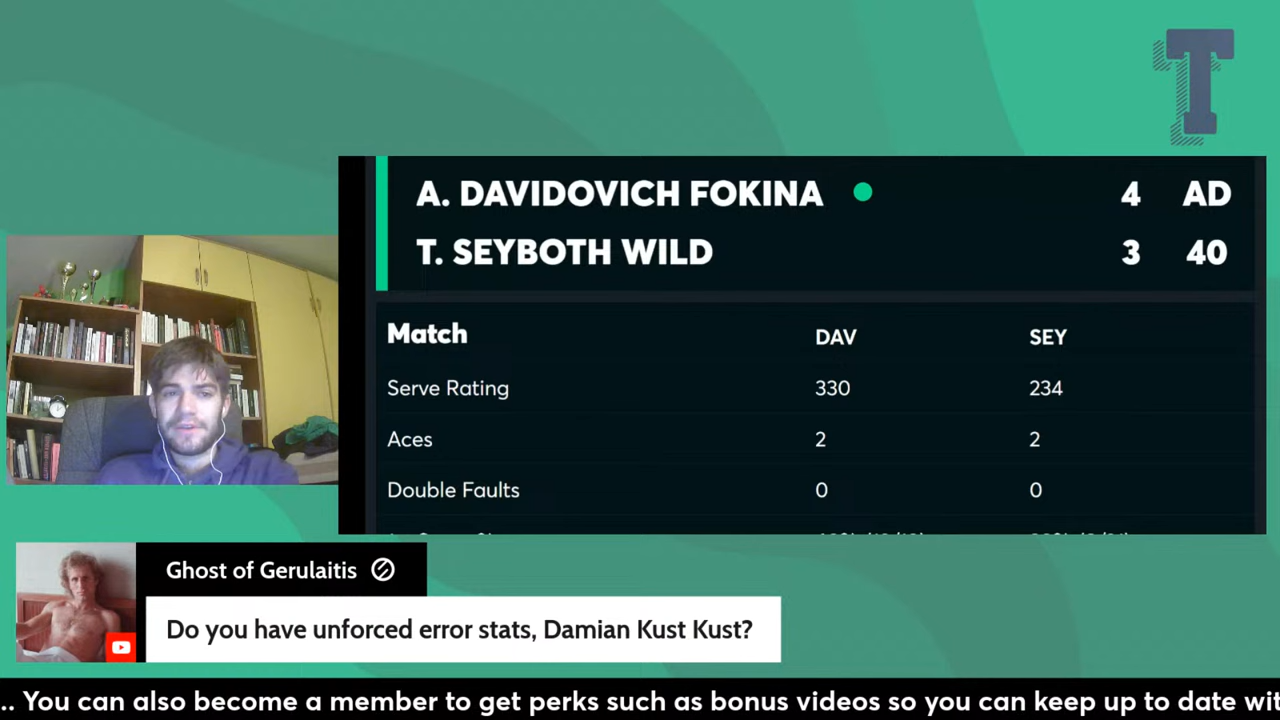 T
A. DAVIDOVICH FOKINA 4 AD
T. SEYBOTH WILD 3 40
Match DAV SEY
Serve Rating 330 234
Aces 2 2
Double Faults 0 0
Ghost of Gerulaitis
Do you have unforced error stats, Damian Kust Kust?
.. You can also become a member to get perks such as bonus videos so you can keep up to date wit